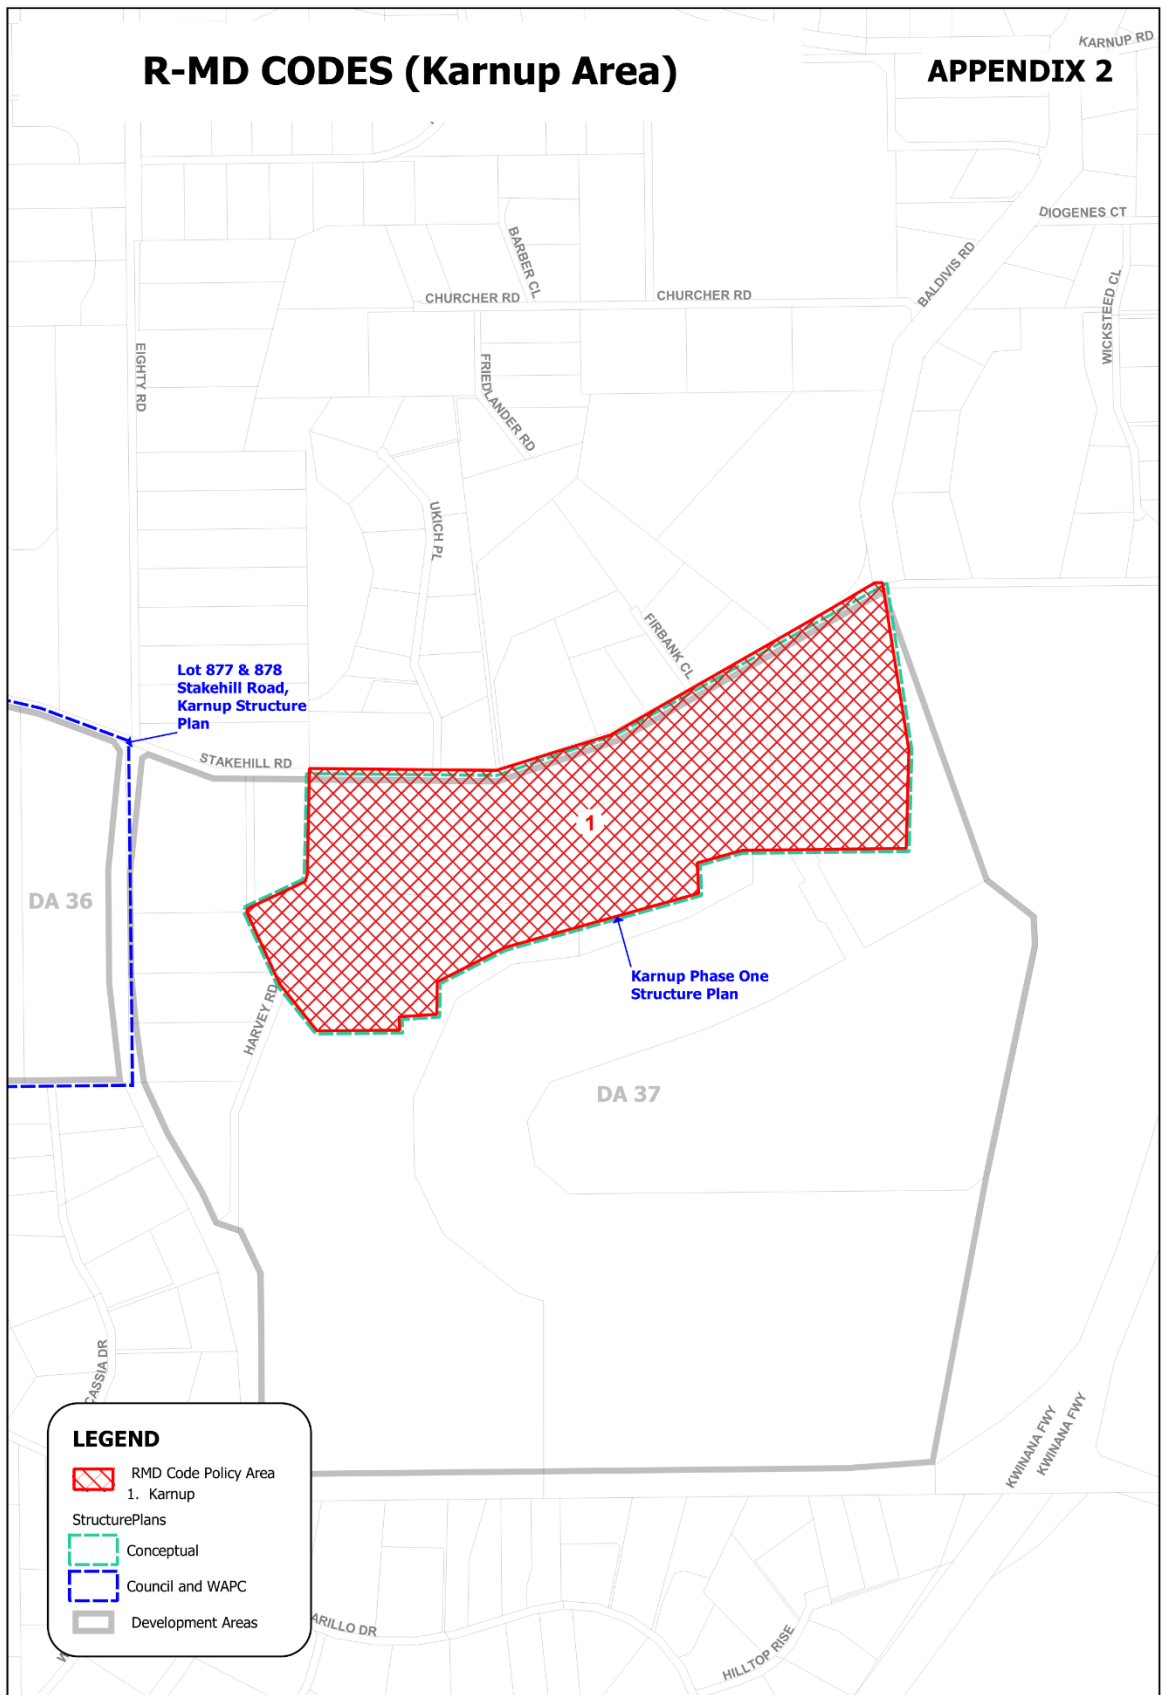 R-MD CODES (Karnup Area)
APPENDIX 2
KARNUP RD
DIOGENES CT
BARBER CL
BALDIVIS RD
CHURCHER RD
CHURCHER RD
WICKSTEED CL
EIGHTY RD
FRIEDLANDER RD
UKICH PL
FIRBANK CL
Lot 877 & 878
Stakehill Road,
Karnup Structure
Plan
STAKEHILL RD
1
DA 36
Karnup Phase One
Structure Plan
HARVEY RD
DA 37
CASSIA DR
KWINANA FWY
KWINANA FWY
LEGEND
RMD Code Policy Area
1. Karnup
StructurePlans
Conceptual
Council and WAPC
Development Areas
ARILLO DR
HILLTOP RISE